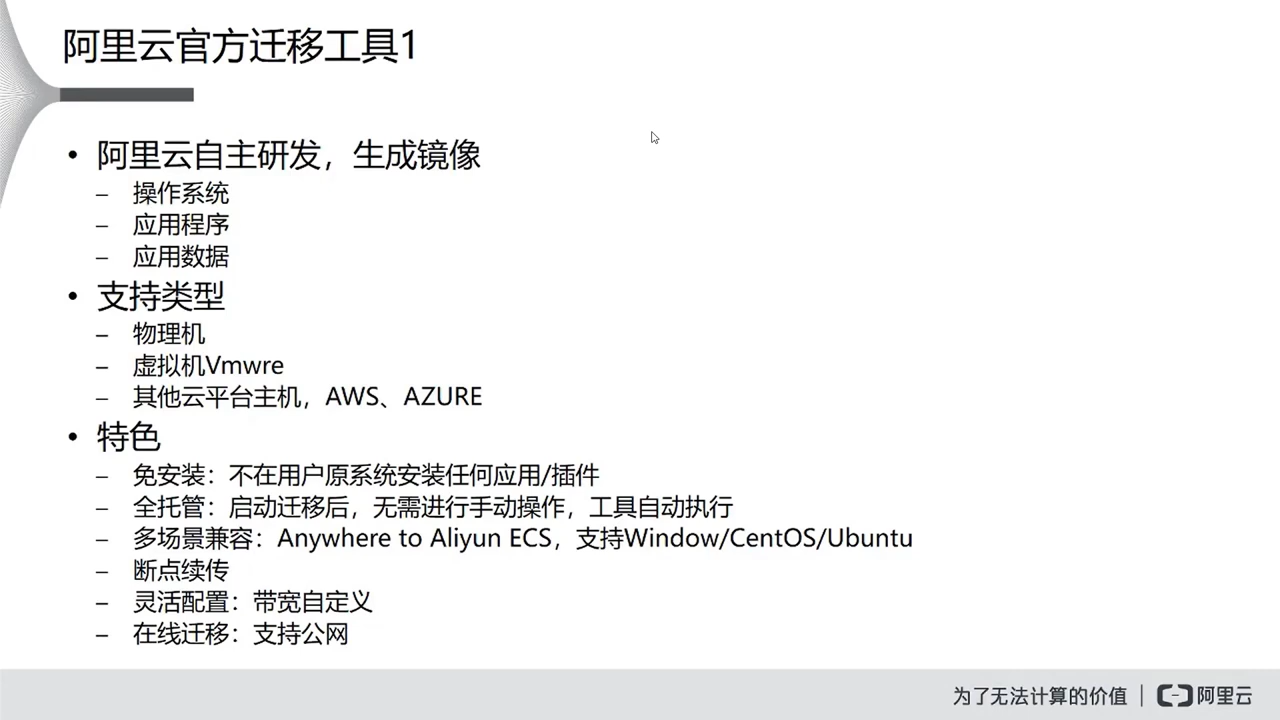 阿里云官方迁移工具1
• 阿里云自主研发，生成镜像
– 操作系统
– 应用程序
– 应用数据
• 支持类型
– 物理机
– 虚拟机Vmwre
– 其他云平台主机，AWS、AZURE
• 特色
– 免安装：不在用户原系统安装任何应用/插件
– 全托管：启动迁移后，无需进行手动操作，工具自动执行
– 多场景兼容：Anywhere to Aliyun ECS，支持Window/CentOS/Ubuntu
– 断点续传
– 灵活配置：带宽自定义
– 在线迁移：支持公网
为了无法计算的价值 | 阿里云